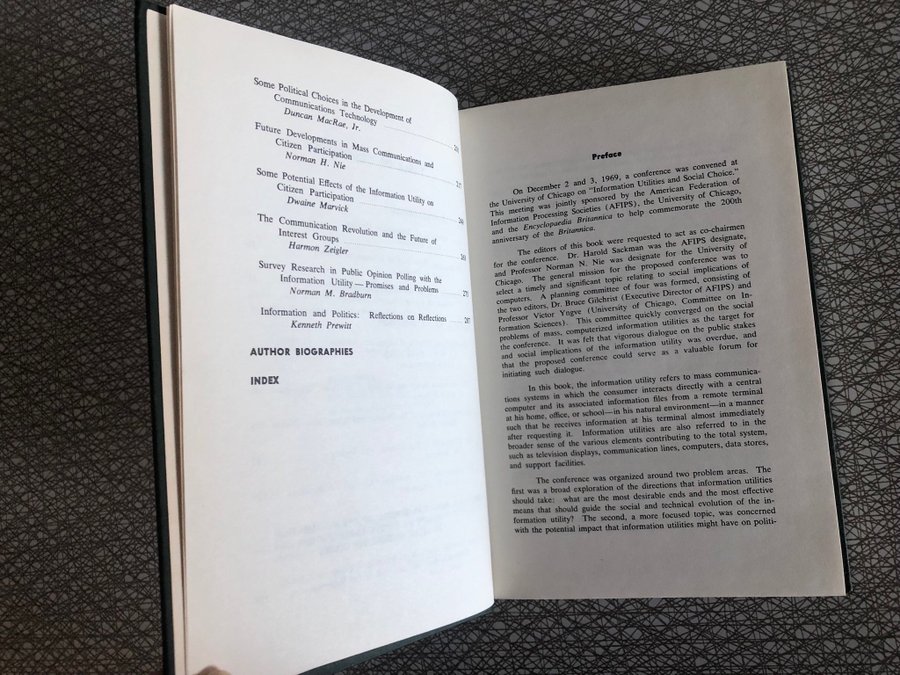 Some Political Choices in the Development of
Communications Technology
Duncan MacRae, Jr.
Future Developments in Mass Communications and
Citizen Participation
Norman H. Nie
Some Potential Effects of the Information Utility on
Citizen Participation
Dwaine Marvick
The Communication Revolution and the Future of
Interest Groups
Harmon Zeigler
Survey Research in Public Opinion Polling with the
Information Utility — Promises and Problems
Norman M. Bradburn
Information and Politics: Reflections on Reflections
Kenneth Prewitt
AUTHOR BIOGRAPHIES
INDEX
Preface
On December 2 and 3, 1969, a conference was convened at
the University of Chicago on "Information Utilities and Social Choice."
This meeting was jointly sponsored by the American Federation of
Information Processing Societies (AFIPS), the University of Chicago,
and the Encyclopaedia Britannica to help commemorate the 200th
anniversary of the Britannica.
The editors of this book were requested to act as co-chairmen
for the conference. Dr. Harold Sackman was the AFIPS designate,
and Professor Norman N. Nie was designate for the University of
Chicago. The general mission for the proposed conference was to
select a timely and significant topic relating to social implications of
computers. A planning committee of four was formed, consisting of
the two editors, Dr. Bruce Gilchrist (Executive Director of AFIPS) and
Professor Victor Yngve (University of Chicago, Committee on In-
formation Sciences). This committee quickly converged on the social
problems of mass, computerized information utilities as the target for
the conference. It was felt that vigorous dialogue on the public stakes
and social implications of the information utility was overdue, and
that the proposed conference could serve as a valuable forum for
initiating such dialogue.
In this book, the information utility refers to mass communica-
tions systems in which the consumer interacts directly with a central
computer and its associated information files from a remote terminal
at his home, office, or school—in his natural environment—in a manner
such that he receives information at his terminal almost immediately
after requesting it. Information utilities are also referred to in the
broader sense of the various elements contributing to the total system,
such as television displays, communication lines, computers, data stores,
and support facilities.
The conference was organized around two problem areas. The
first was a broad exploration of the directions that information utilities
should take: what are the most desirable ends and the most effective
means that should guide the social and technical evolution of the in-
formation utility? The second, a more focused topic, was concerned
with the potential impact that information utilities might have on politi-